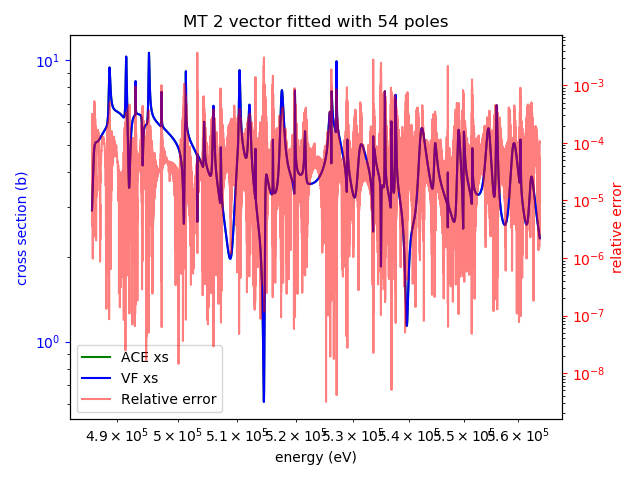 MT 2 vector fitted with 54 poles
10¹
10⁰
cross section (b)
10⁻³
10⁻⁴
10⁻⁵
10⁻⁶
10⁻⁷
10⁻⁸
relative error
ACE xs
VF xs
Relative error
4.9 × 10⁵ 5 × 10⁵ 5.1 × 10⁵ 5.2 × 10⁵ 5.3 × 10⁵ 5.4 × 10⁵ 5.5 × 10⁵ 5.6 × 10⁵
energy (eV)